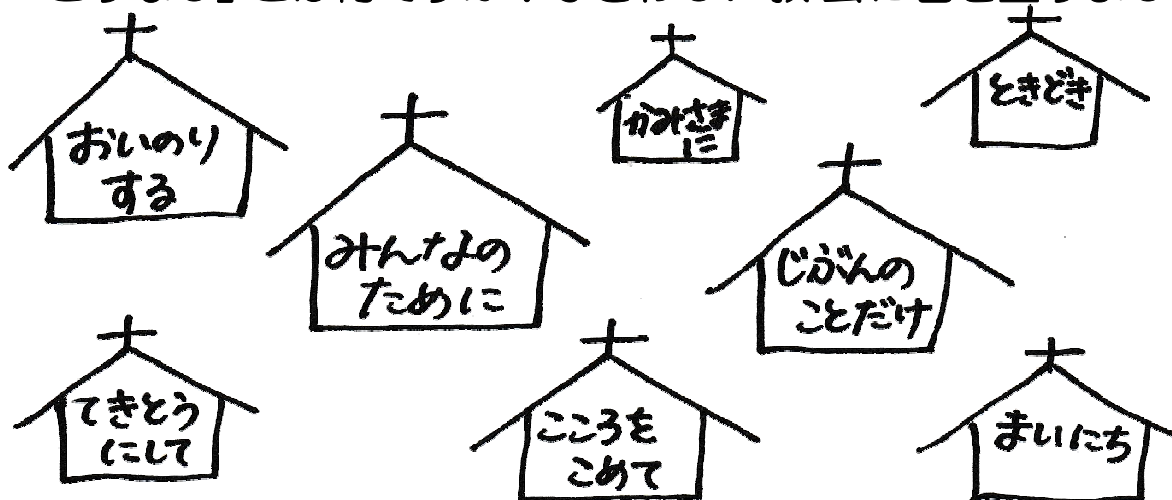 おいのり
する
かみさま
に
ときどき
みんなの
ために
じぶんの
ことだけ
てきとう
にして
こころを
こめて
まいにち